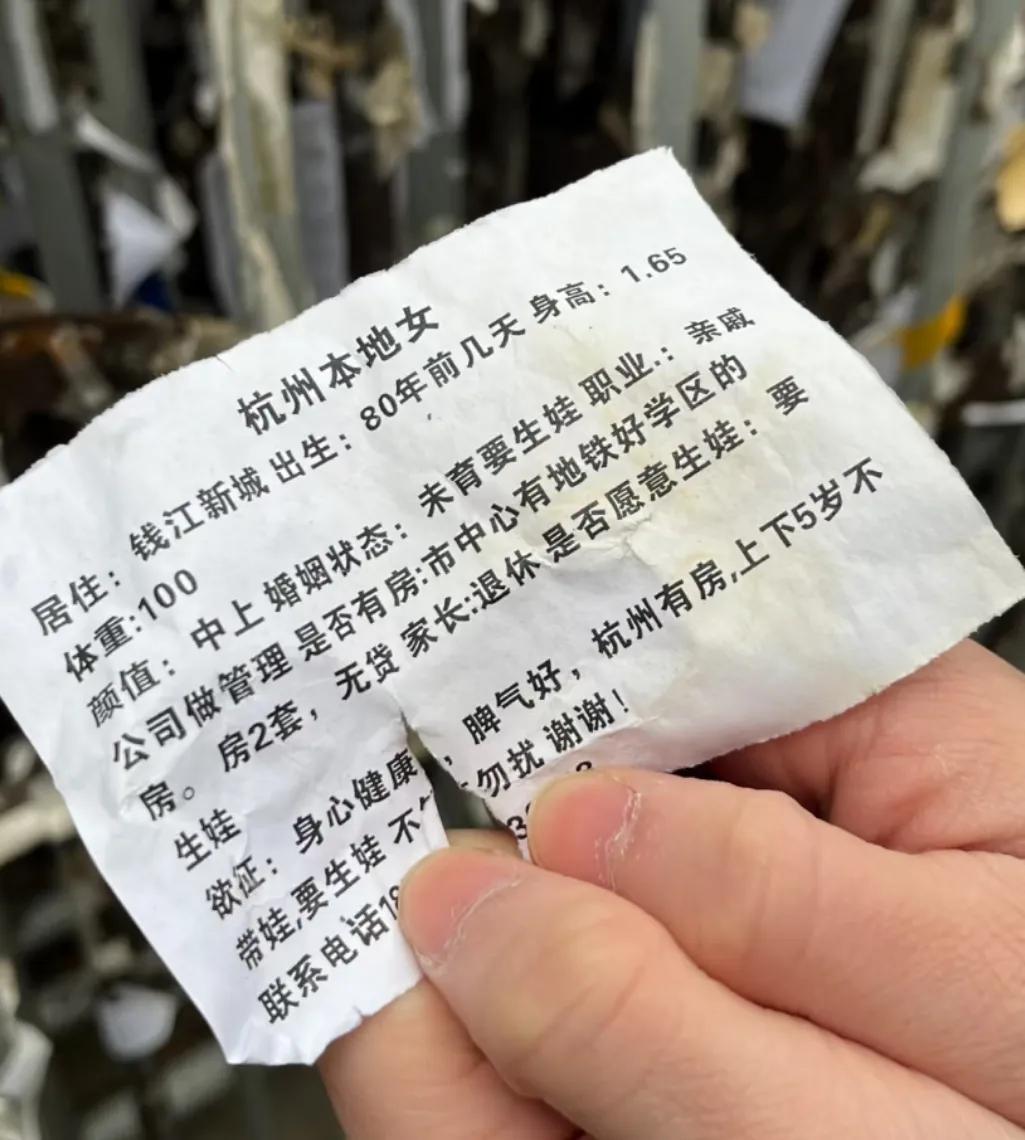 杭州本地女
居住：钱江新城 出生：80年前几天 身高：1.65
体重:100
颜值：中上 婚姻状态：未育要生娃 职业.：亲戚
公司做管理 是否有房:市中心有地铁好学区的
房。 房2套，无贷 家长:退休 是否愿意生娃：要
生娃
欲征：身心健康，脾气好，杭州有房,上下5岁不
带娃,要生娃 不 勿扰 谢谢！
联系电话